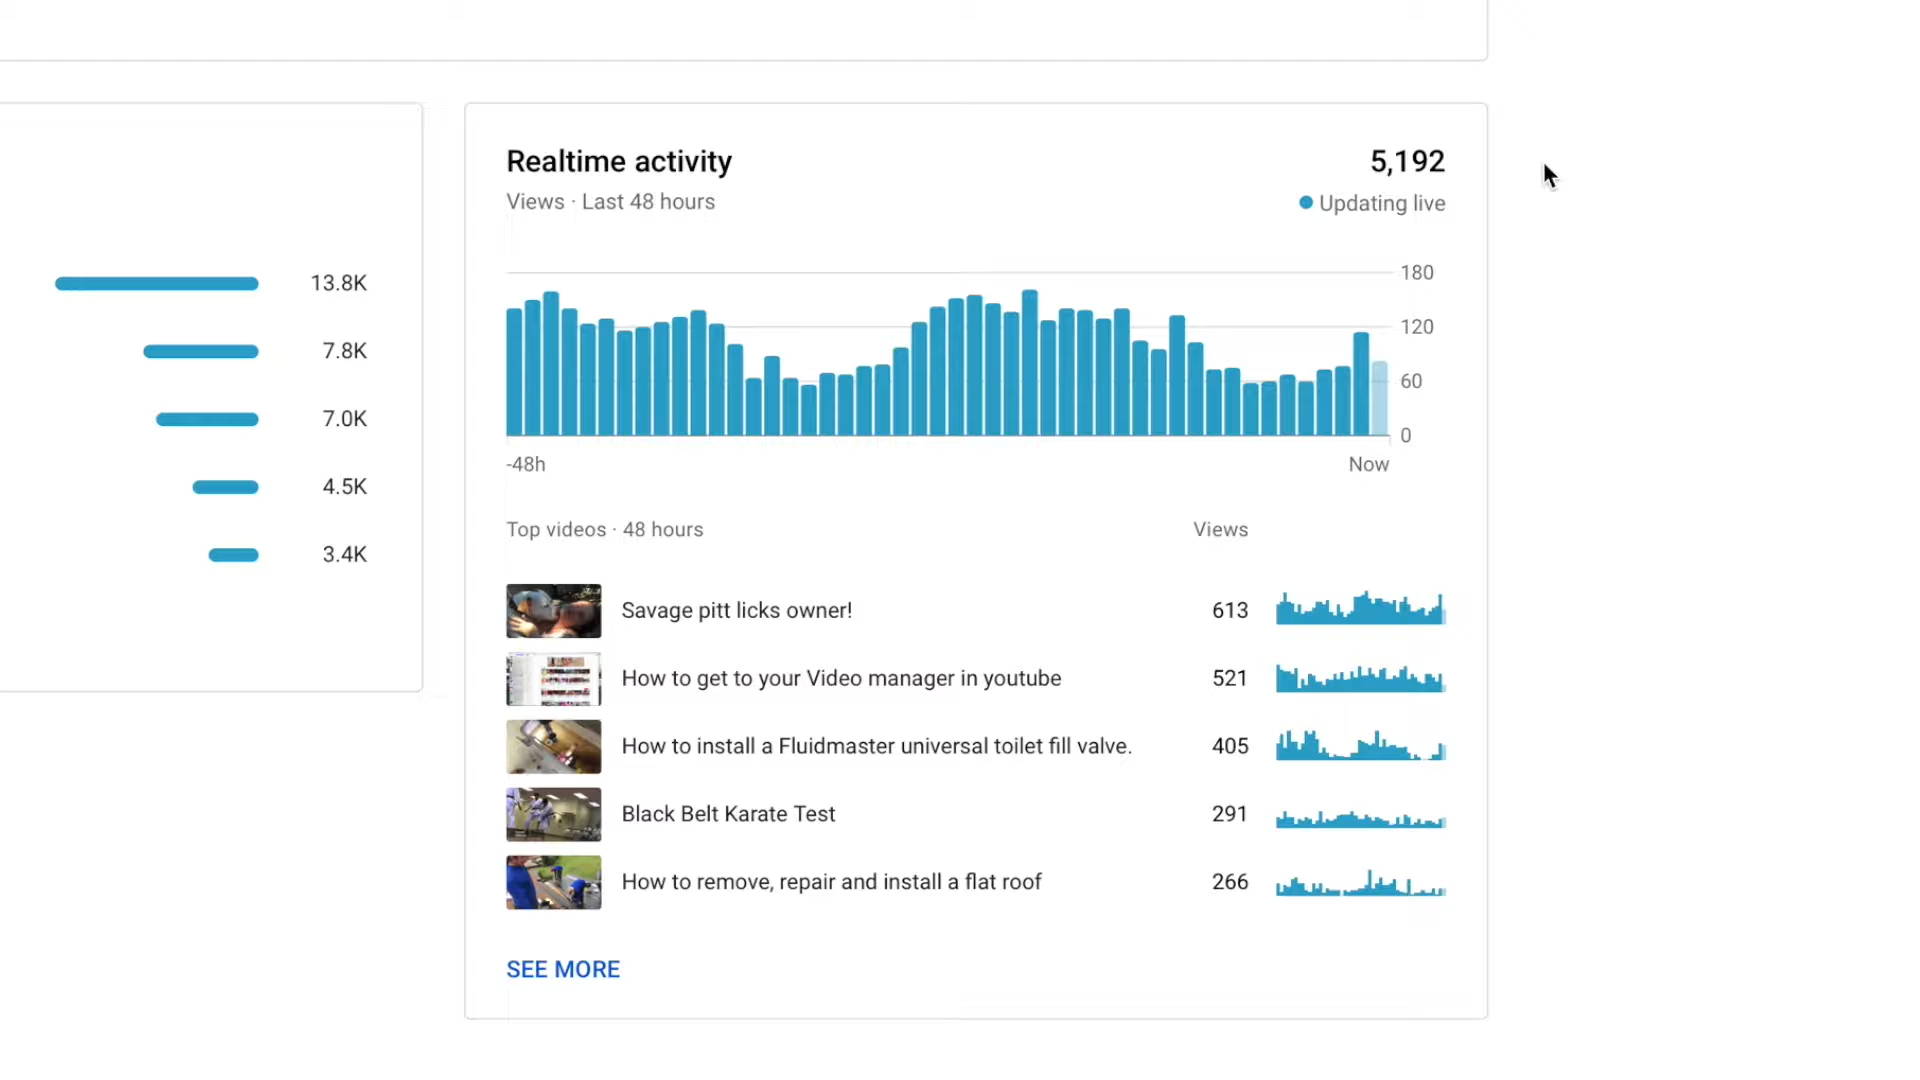 13.8K
7.8K
7.0K
4.5K
3.4K
Realtime activity
5,192
Views · Last 48 hours
Updating live
180
120
60
0
-48h
Now
Top videos · 48 hours
Views
Savage pitt licks owner!
613
How to get to your Video manager in youtube
521
How to install a Fluidmaster universal toilet fill valve.
405
Black Belt Karate Test
291
How to remove, repair and install a flat roof
266
SEE MORE